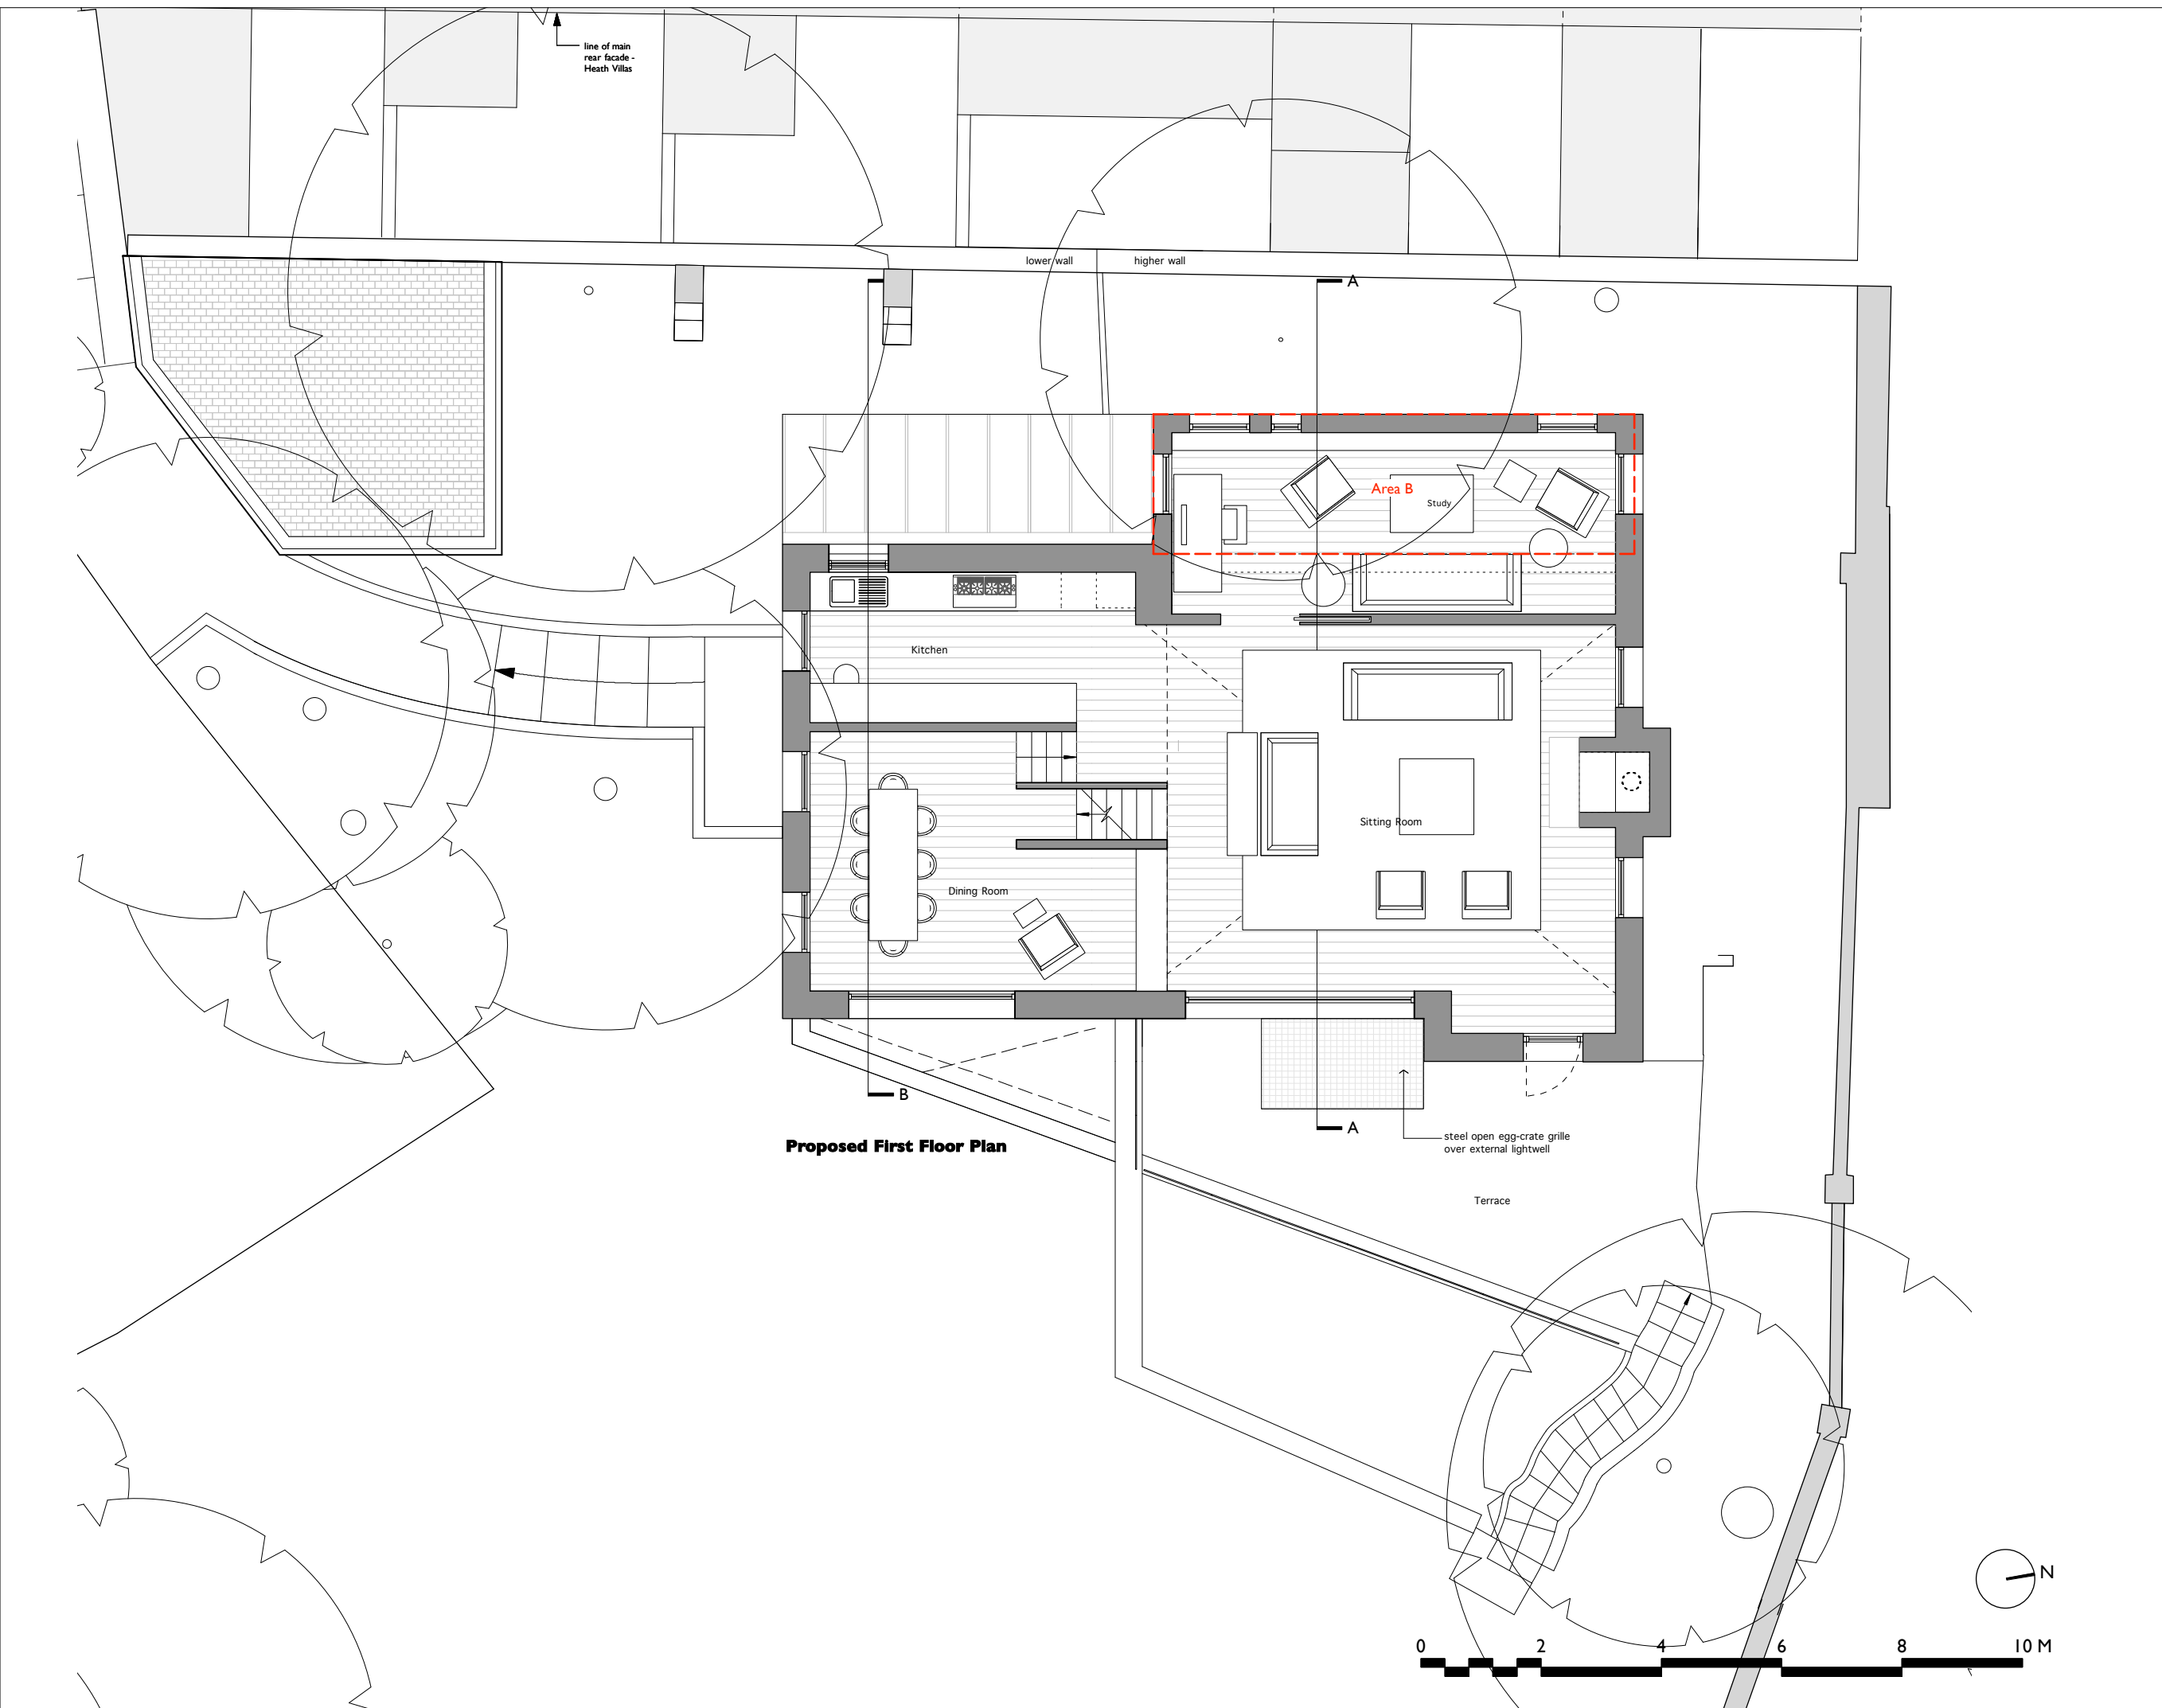 line of main
rear facade -
Heath Villas
lower wall
higher wall
A
Area B
Study
Kitchen
Sitting Room
Dining Room
B
A
Proposed First Floor Plan
steel open egg-crate grille
over external lightwell
Terrace
N
0 2 4 6 8 10 M